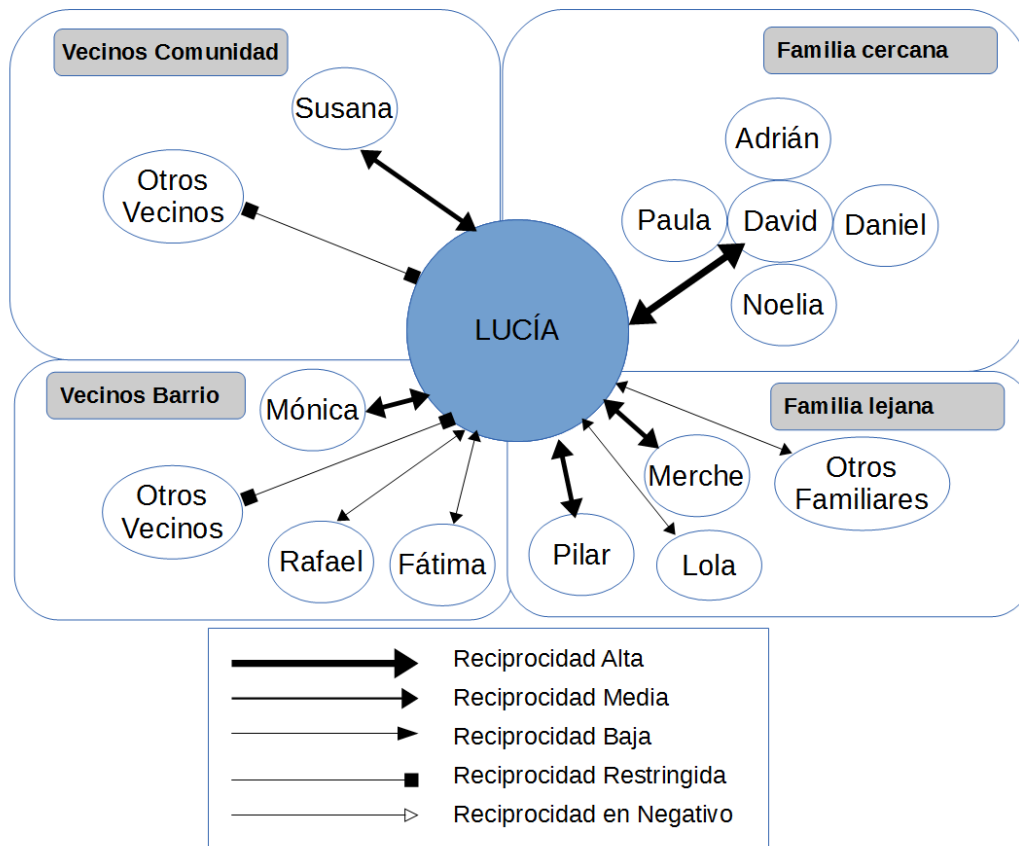 Vecinos Comunidad
Susana
Otros
Vecinos
Familia cercana
Adrián
Paula
David
Daniel
Noelia
LUCÍA
Vecinos Barrio
Mónica
Otros
Vecinos
Rafael
Fátima
Familia lejana
Merche
Otros
Familiares
Pilar
Lola
Reciprocidad Alta
Reciprocidad Media
Reciprocidad Baja
Reciprocidad Restringida
Reciprocidad en Negativo